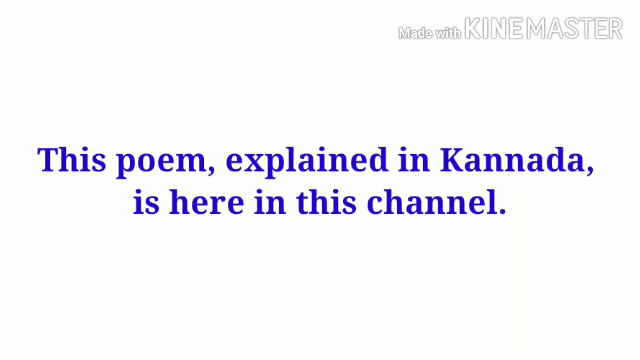 Made with KINEMASTER
This poem, explained in Kannada,
is here in this channel.